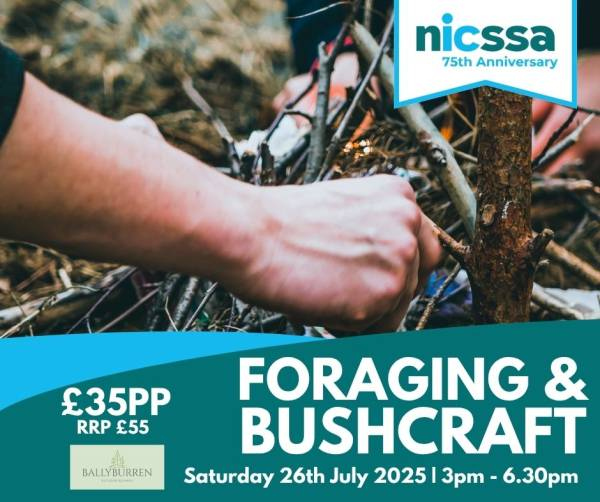 nicssa
75th Anniversary
FORAGING &
BUSHCRAFT
£35PP
RRP £55
BALLYBURREN
Saturday 26th July 2025 | 3pm - 6.30pm